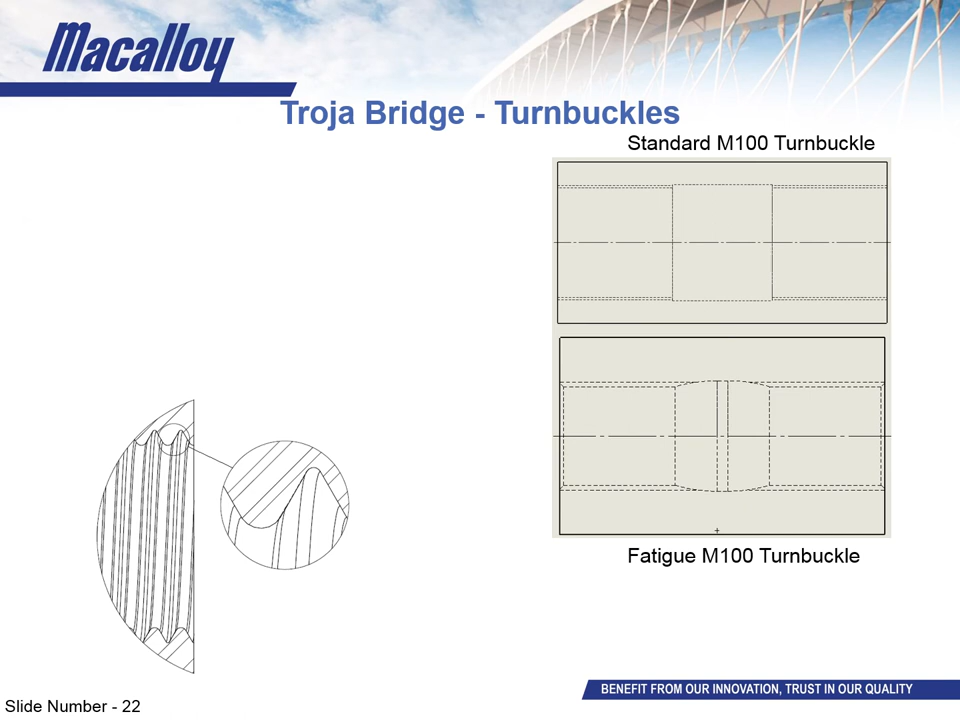 Macalloy
Troja Bridge - Turnbuckles
Standard M100 Turnbuckle
Fatigue M100 Turnbuckle
BENEFIT FROM OUR INNOVATION, TRUST IN OUR QUALITY
Slide Number - 22